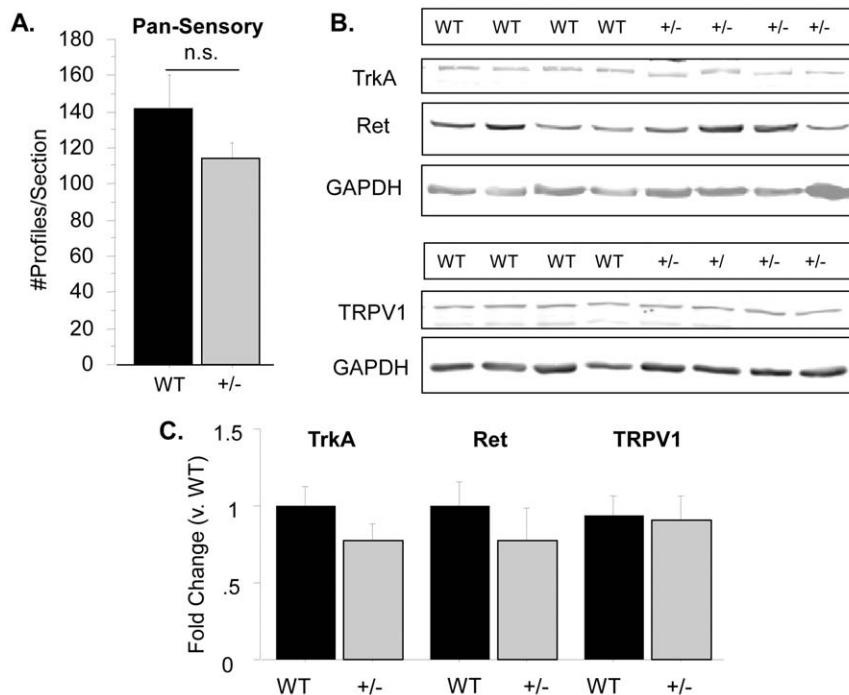 A.
Pan-Sensory
n.s.
180
160
140
120
100
80
60
40
20
0
#Profiles/Section
WT +/-
B.
WT WT WT WT +/- +/- +/- +/-
TrkA
Ret
GAPDH
WT WT WT WT +/- +/ +/- +/-
TRPV1
GAPDH
C.
TrkA Ret TRPV1
1.5
1
.5
0
Fold Change (v. WT)
WT +/- WT +/- WT +/-